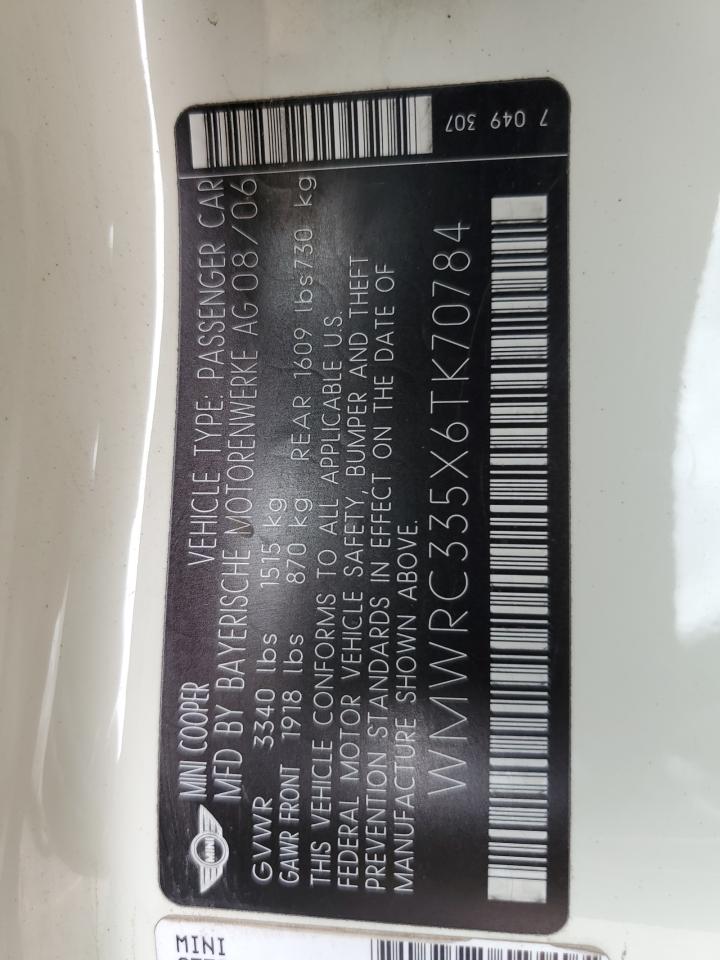 7 049 307
MINI
MINI COOPER VEHICLE TYPE: PASSENGER CAR
MFD BY BAYERISCHE MOTORENWERKE AG 08/06
GVWR 3340 lbs 1515 kg
GAWR FRONT 1918 lbs 870 kg REAR 1609 lbs 730 kg
THIS VEHICLE CONFORMS TO ALL APPLICABLE U.S.
FEDERAL MOTOR VEHICLE SAFETY, BUMPER AND THEFT
PREVENTION STANDARDS IN EFFECT ON THE DATE OF
MANUFACTURE SHOWN ABOVE.
WMWRC335X6TK70784
MINI